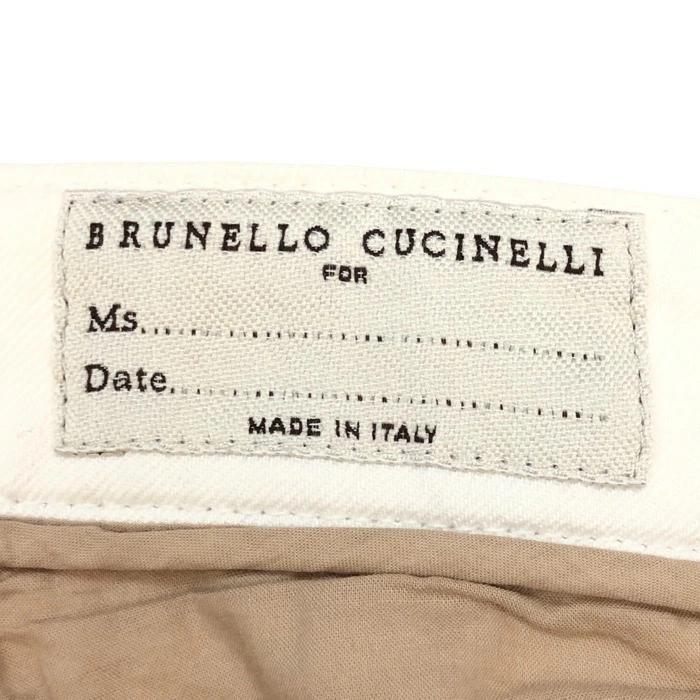 BRUNELLO CUCINELLI
FOR
Ms..............................
Date..............................
MADE IN ITALY